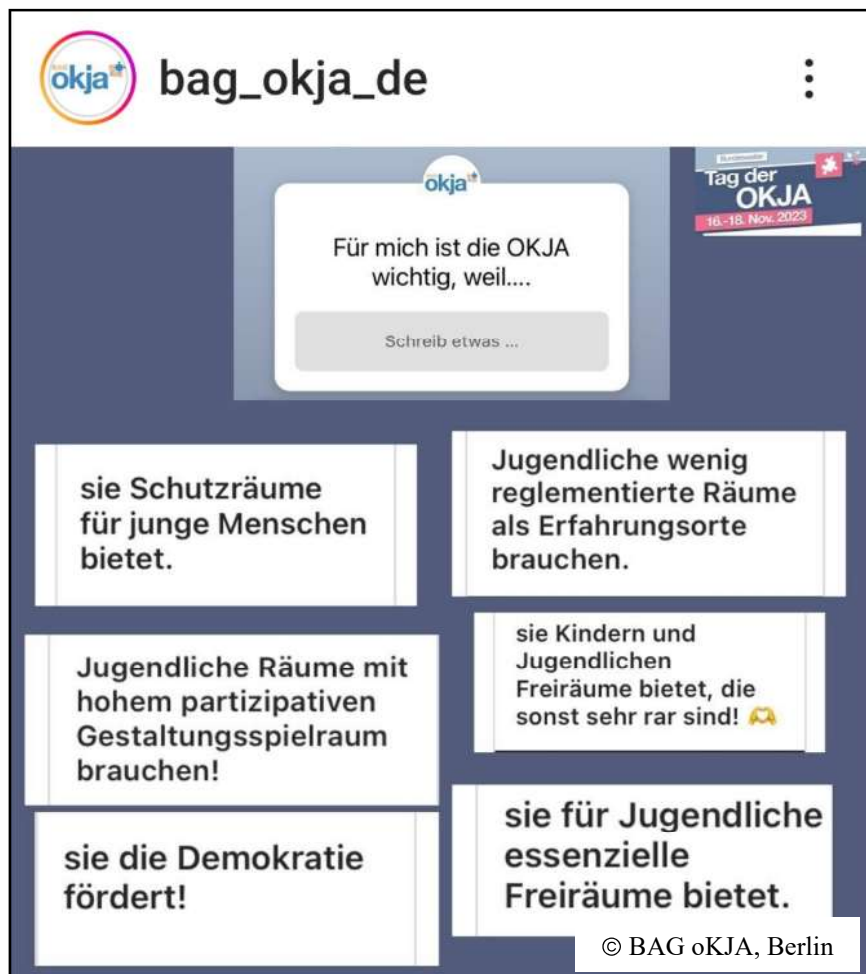 okja
bag_okja_de
okja
Für mich ist die OKJA
wichtig, weil....
Schreib etwas ...
Bundesweiter
Tag der
OKJA
16.-18. Nov. 2023
sie Schutzräume
für junge Menschen
bietet.
Jugendliche wenig
reglementierte Räume
als Erfahrungsorte
brauchen.
Jugendliche Räume mit
hohem partizipativen
Gestaltungsspielraum
brauchen!
sie Kindern und
Jugendlichen
Freiräume bietet, die
sonst sehr rar sind! 🫶
sie die Demokratie
fördert!
sie für Jugendliche
essenzielle
Freiräume bietet.
© BAG oKJA, Berlin